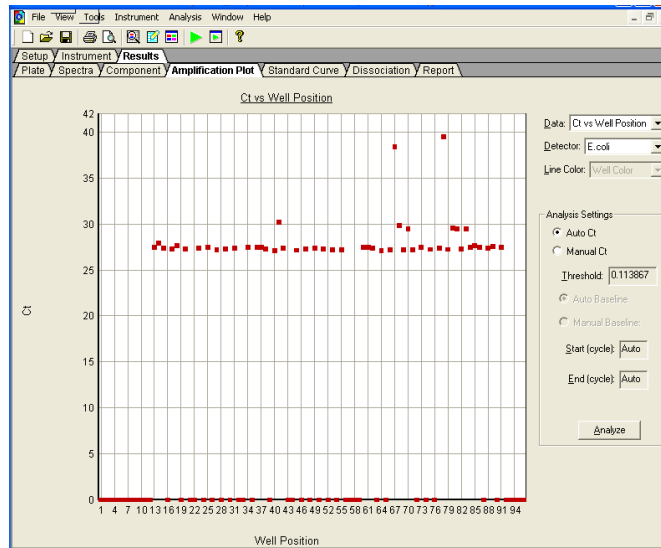 File View Tools Instrument Analysis Window Help
Setup Instrument Results
Plate Spectra Component Amplification Plot Standard Curve Dissociation Report
Ct vs Well Position
Data: Ct vs Well Position
Detector: E.coli
Line Color: Well Color
Analysis Settings
Auto Ct
Manual Ct
Threshold: 0.113867
Auto Baseline
Manual Baseline:
Start (cycle): Auto
End (cycle): Auto
Analyze
42
40
35
30
25
20
15
10
5
0
Ct
1 4 7 10 13 16 19 22 25 28 31 34 37 40 43 46 49 52 55 58 61 64 67 70 73 76 79 82 85 88 91 94
Well Position